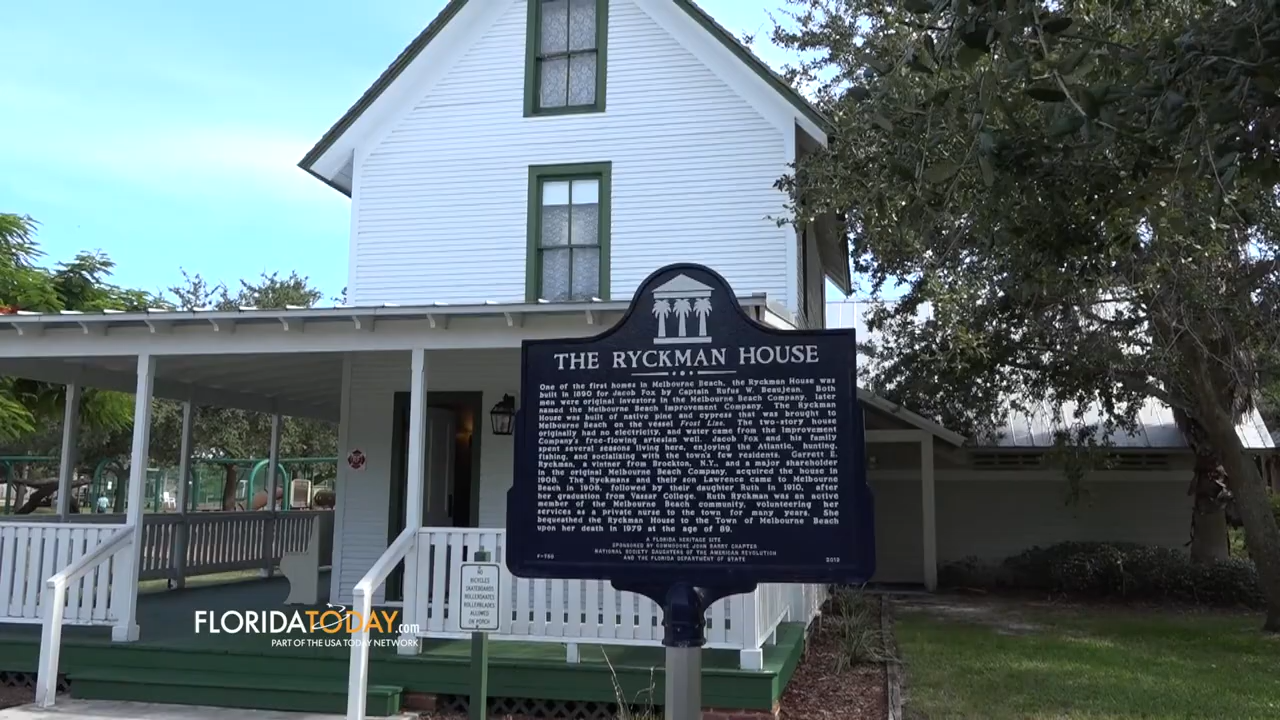 THE RYCKMAN HOUSE
One of the first homes in Melbourne Beach, the Ryckman House was
built in 1890 for Jacob Fox by Captain Rufus W. Beaujean. Both
men were original investors in the Melbourne Beach Company, later
named the Melbourne Beach Improvement Company. The Ryckman
House was built of native pine and cypress that was brought to
Melbourne Beach on the vessel Frost Line. The two-story house
originally had no electricity, and water came from the Improvement
Company's free-flowing artesian well. Jacob Fox and his family
spent several seasons living here, enjoying the Atlantic, hunting,
fishing, and socializing with the town's few residents. Garrett E.
Ryckman, a vintner from Brockton, N.Y., and a major shareholder
in the original Melbourne Beach Company, acquired the house in
1908. The Ryckmans and their son Lawrence came to Melbourne
Beach in 1908, followed by their daughter Ruth in 1910, after
her graduation from Vassar College. Ruth Ryckman was an active
member of the Melbourne Beach community, volunteering her
services as a private nurse to the town for many years. She
bequeathed the Ryckman House to the Town of Melbourne Beach
upon her death in 1979 at the age of 89.
A FLORIDA HERITAGE SITE
SPONSORED BY COMMODORE JOHN BARRY CHAPTER
NATIONAL SOCIETY DAUGHTERS OF THE AMERICAN REVOLUTION
F-760 AND THE FLORIDA DEPARTMENT OF STATE 2012
NO
BICYCLES
SKATEBOARDS
ROLLERSKATES
ROLLERBLADES
ALLOWED
ON PORCH
FLORIDATODAY.com
PART OF THE USA TODAY NETWORK